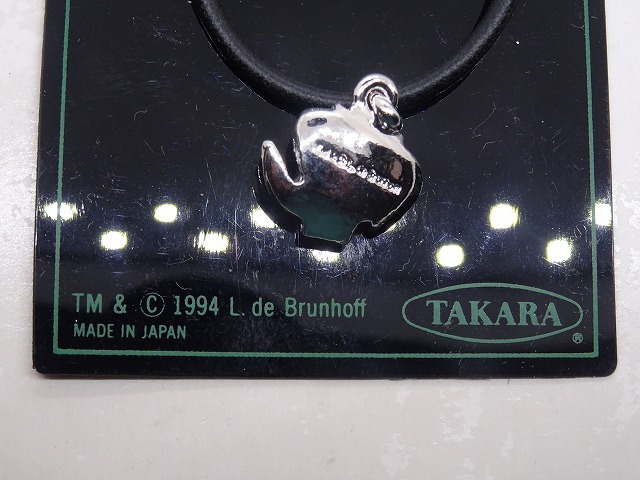 TM & © 1994 L. de Brunhoff
MADE IN JAPAN
TAKARA ®